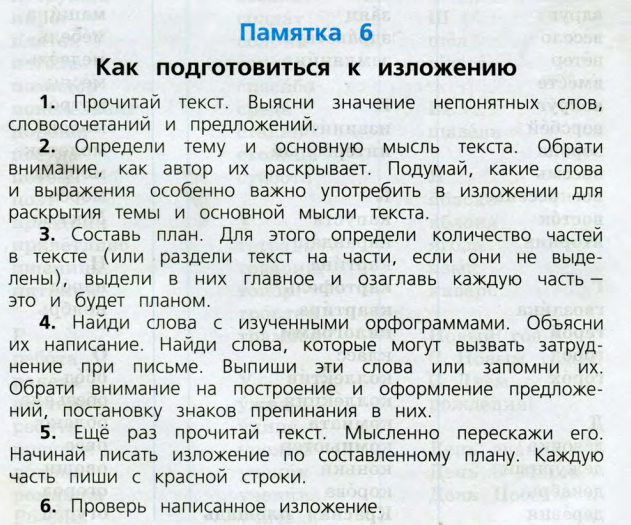 Памятка 6
Как подготовиться к изложению
1. Прочитай текст. Выясни значение непонятных слов,
словосочетаний и предложений.
2. Определи тему и основную мысль текста. Обрати
внимание, как автор их раскрывает. Подумай, какие слова
и выражения особенно важно употребить в изложении для
раскрытия темы и основной мысли текста.
3. Составь план. Для этого определи количество частей
в тексте (или раздели текст на части, если они не выде-
лены), выдели в них главное и озаглавь каждую часть –
это и будет планом.
4. Найди слова с изученными орфограммами. Объясни
их написание. Найди слова, которые могут вызвать затруд-
нение при письме. Выпиши эти слова или запомни их.
Обрати внимание на построение и оформление предложе-
ний, постановку знаков препинания в них.
5. Ещё раз прочитай текст. Мысленно перескажи его.
Начинай писать изложение по составленному плану. Каждую
часть пиши с красной строки.
6. Проверь написанное изложение.